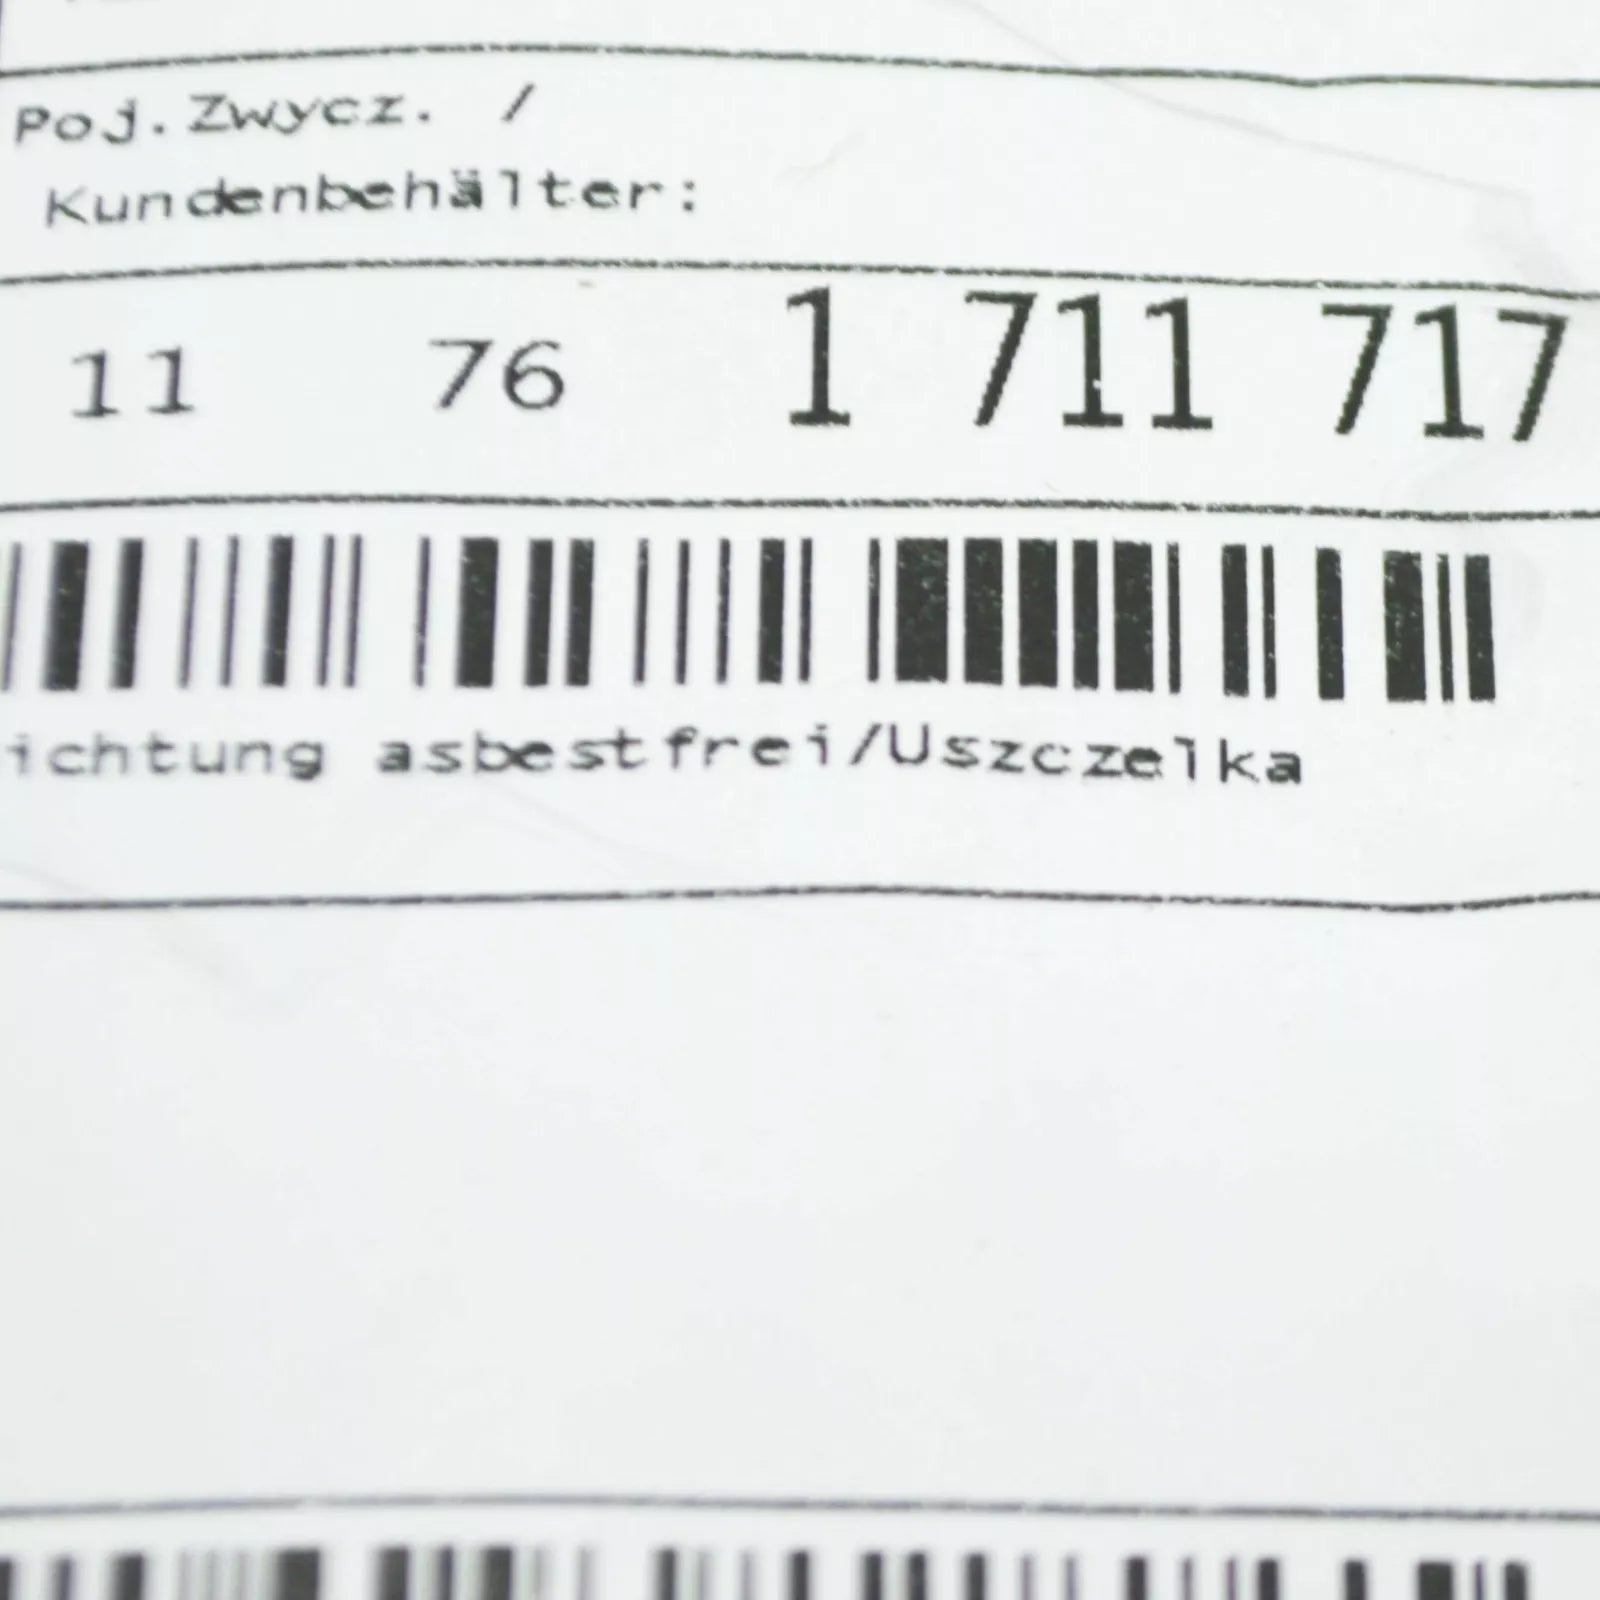 Poj.Zwycz. /
Kundenbehälter:
11 76 1 711 717
ichtung asbestfrei/Uszczelka